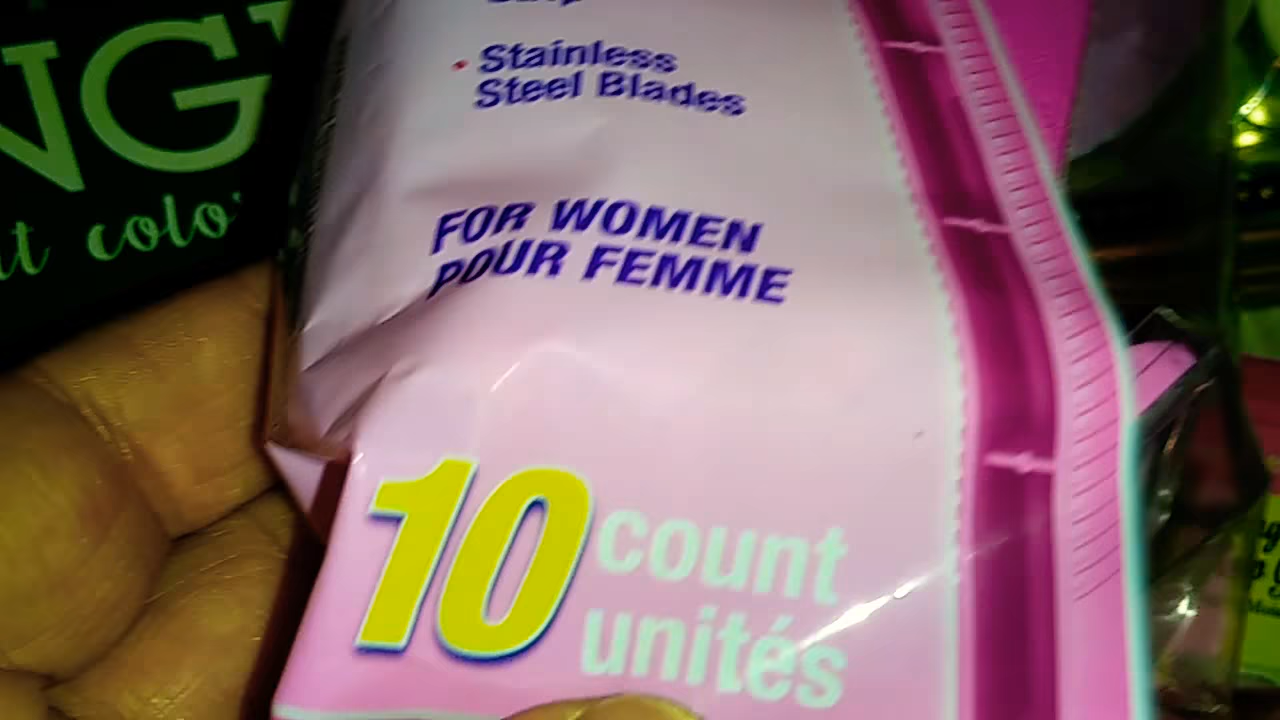 • Stainless
Steel Blades
FOR WOMEN
POUR FEMME
10 count
unités